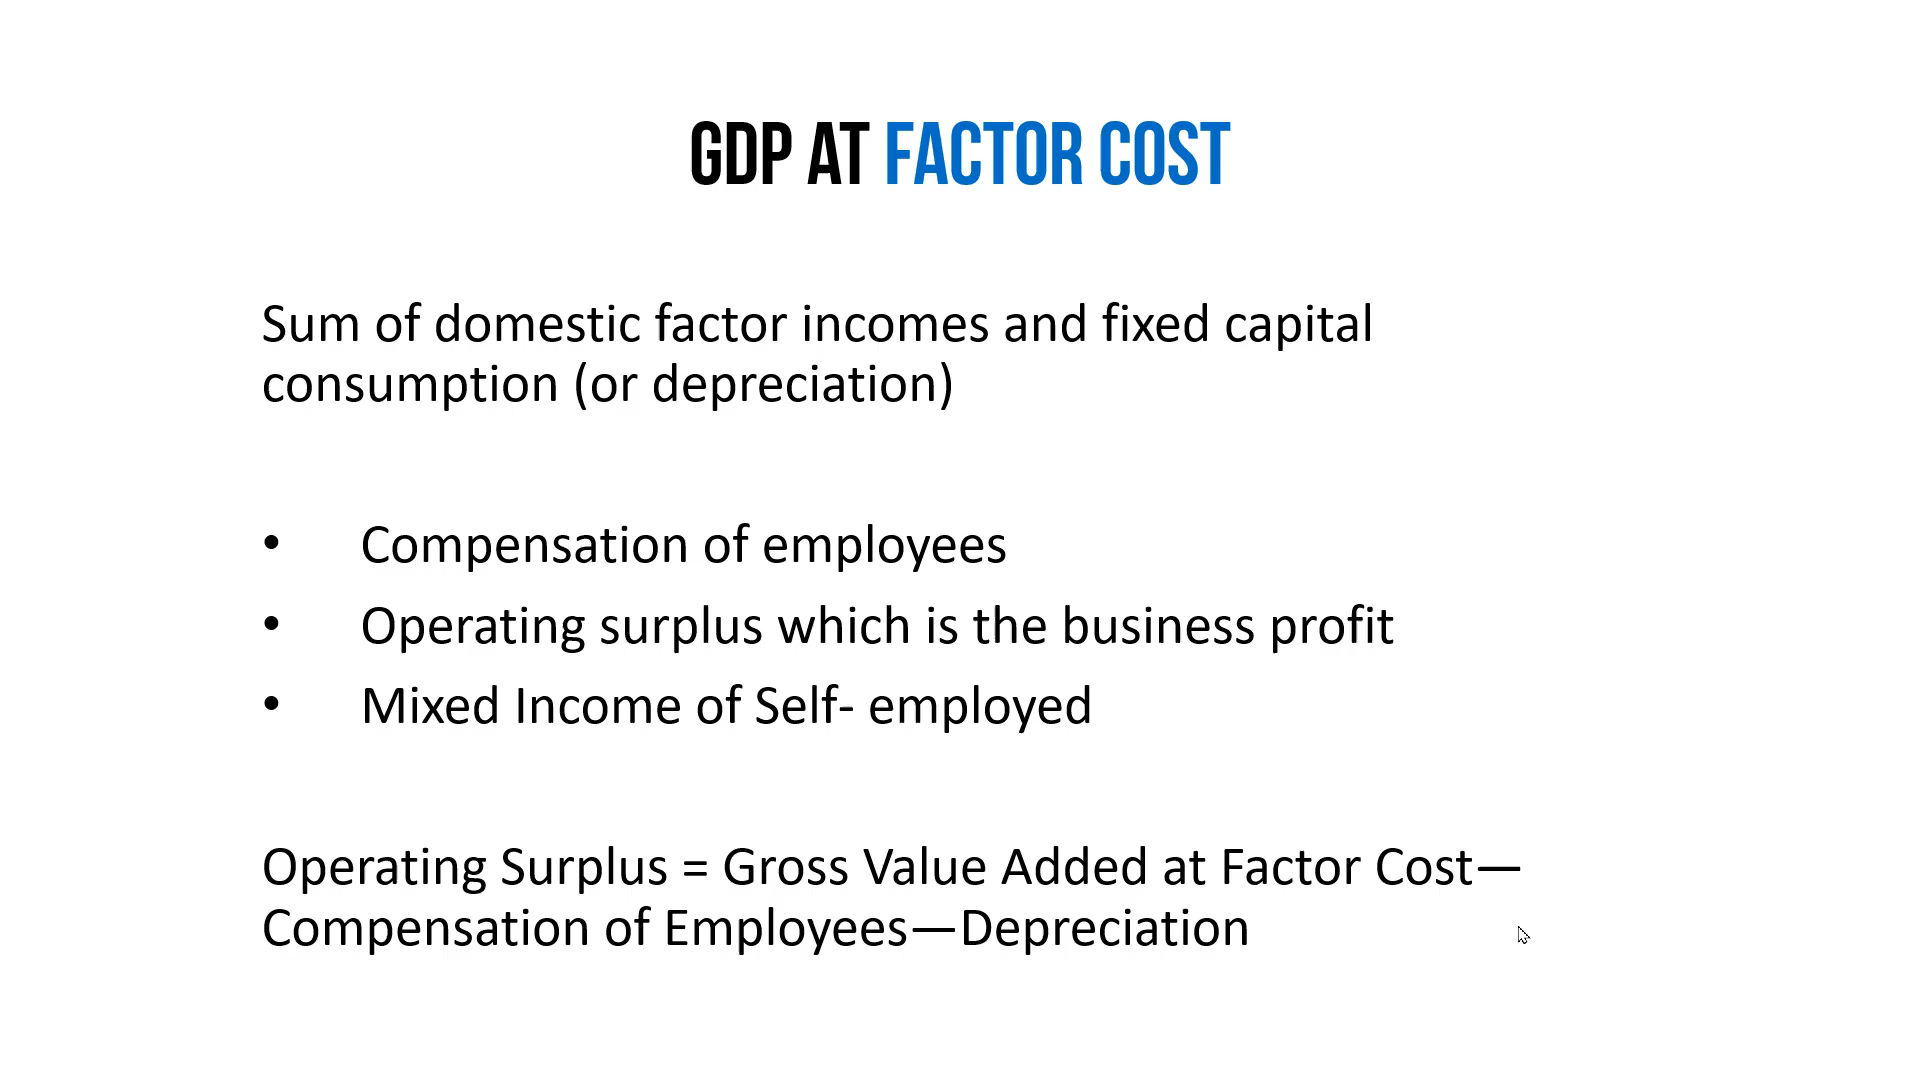 GDP AT FACTOR COST
Sum of domestic factor incomes and fixed capital
consumption (or depreciation)
• Compensation of employees
• Operating surplus which is the business profit
• Mixed Income of Self- employed
Operating Surplus = Gross Value Added at Factor Cost—
Compensation of Employees—Depreciation